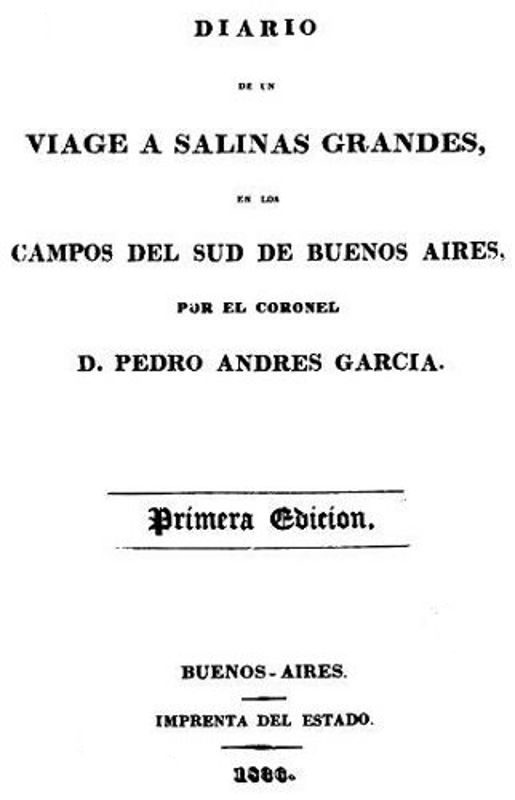 DIARIO
DE UN
VIAGE A SALINAS GRANDES,
EN LOS
CAMPOS DEL SUD DE BUENOS AIRES,
POR EL CORONEL
D. PEDRO ANDRES GARCIA.
Primera Edicion.
BUENOS-AIRES.
IMPRENTA DEL ESTADO.